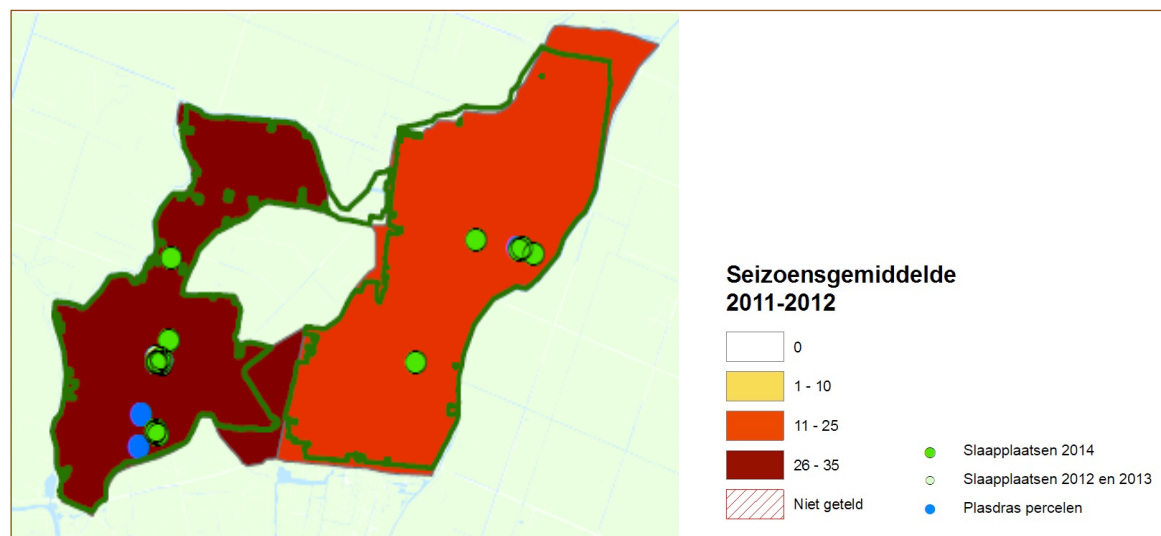 Seizoensgemiddelde
2011-2012
0
1 - 10
11 - 25
26 - 35
Niet geteld
Slaapplaatsen 2014
Slaapplaatsen 2012 en 2013
Plasdras percelen